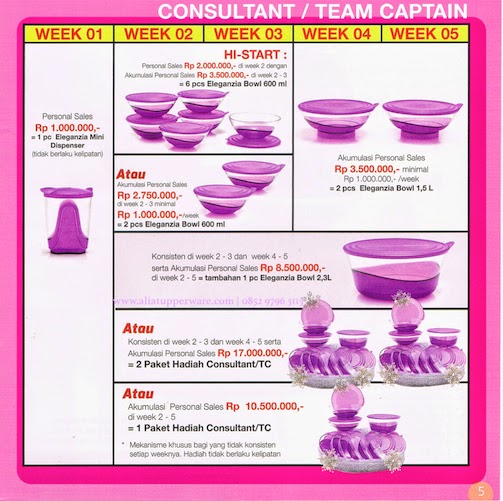 CONSULTANT / TEAM CAPTAIN
WEEK 01
WEEK 02
WEEK 03
WEEK 04
WEEK 05
Personal Sales
Rp 1.000.000,-
= 1 pc Eleganzia Mini
Dispenser
(tidak berlaku kelipatan)
HI-START :
Personal Sales Rp 2.000.000,- di week 2 dengan
Akumulasi Personal Sales Rp 3.500.000,- di week 2 - 3
= 6 pcs Eleganzia Bowl 600 ml
Atau
Akumulasi Personal Sales
Rp 2.750.000,-
di week 2 - 3 minimal
Rp 1.000.000,-/week
= 2 pcs Eleganzia Bowl 600 ml
Akumulasi Personal Sales
Rp 3.500.000,- minimal
Rp 1.000.000,- /week
= 2 pcs Eleganzia Bowl 1,5 L
Konsisten di week 2 - 3 dan week 4 - 5
serta Akumulasi Personal Sales Rp 8.500.000,-
di week 2 - 5 = tambahan 1 pc Eleganzia Bowl 2,3L
www.aliatupperware.com | 0852 9796
Atau
Konsisten di week 2 - 3 dan week 4 - 5 serta
Akumulasi Personal Sales Rp 17.000.000,-
= 2 Paket Hadiah Consultant/TC
Atau
Akumulasi Personal Sales Rp 10.500.000,-
di week 2 - 5
= 1 Paket Hadiah Consultant/TC
* Mekanisme khusus bagi yang tidak konsisten
setiap weeknya. Hadiah tidak berlaku kelipatan
5